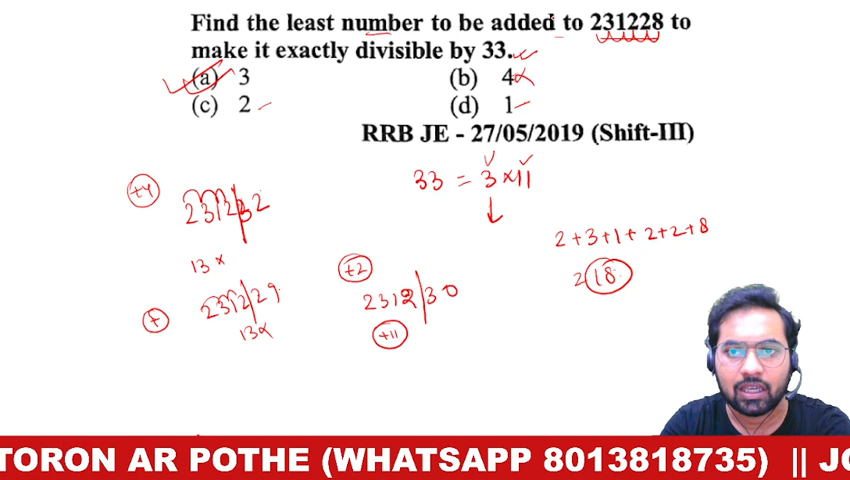 Find the least number to be added to 231228 to
make it exactly divisible by 33.
(a) 3 (b) 4
(c) 2 (d) 1
RRB JE - 27/05/2019 (Shift-III)
33 = 3×11
+4
231232
13 ×
2+3+1+2+2+8
18
+2
2312/30
+11
+
2312/29
13×
TORON AR POTHE (WHATSAPP 8013818735) || JO